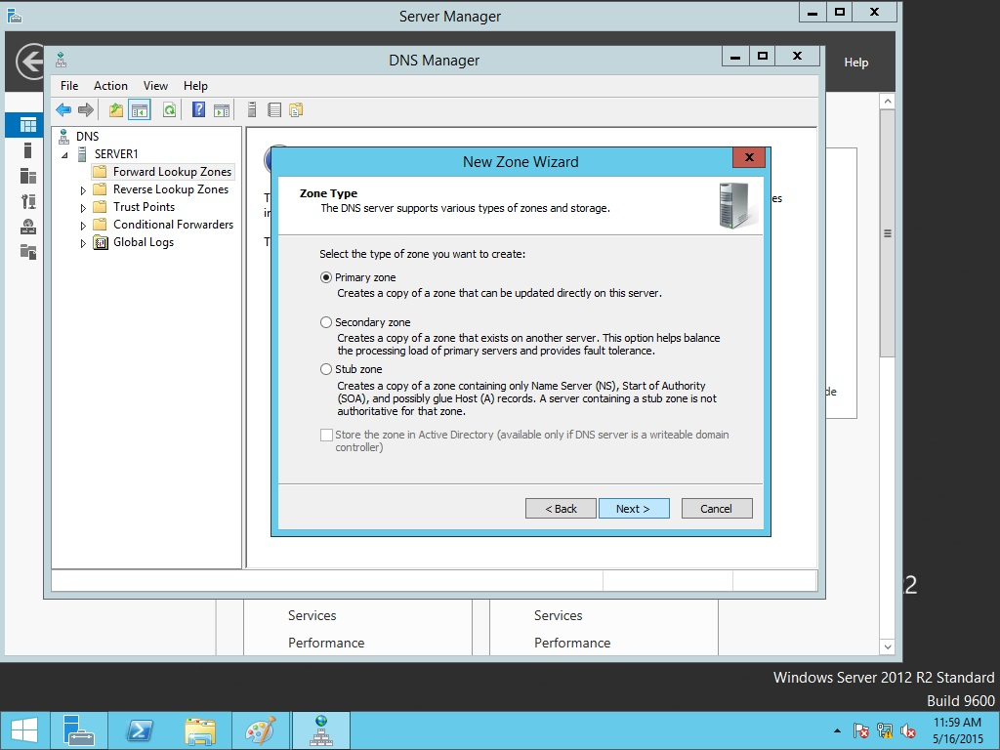 Server Manager
DNS Manager
Help
File Action View Help
DNS
SERVER1
Forward Lookup Zones
Reverse Lookup Zones
Trust Points
Conditional Forwarders
Global Logs
New Zone Wizard
Zone Type
The DNS server supports various types of zones and storage.
Select the type of zone you want to create:
Primary zone
Creates a copy of a zone that can be updated directly on this server.
Secondary zone
Creates a copy of a zone that exists on another server. This option helps balance
the processing load of primary servers and provides fault tolerance.
Stub zone
Creates a copy of a zone containing only Name Server (NS), Start of Authority
(SOA), and possibly glue Host (A) records. A server containing a stub zone is not
authoritative for that zone.
Store the zone in Active Directory (available only if DNS server is a writeable domain
controller)
< Back Next > Cancel
Services Services
Performance Performance
Windows Server 2012 R2 Standard
Build 9600
11:59 AM
5/16/2015